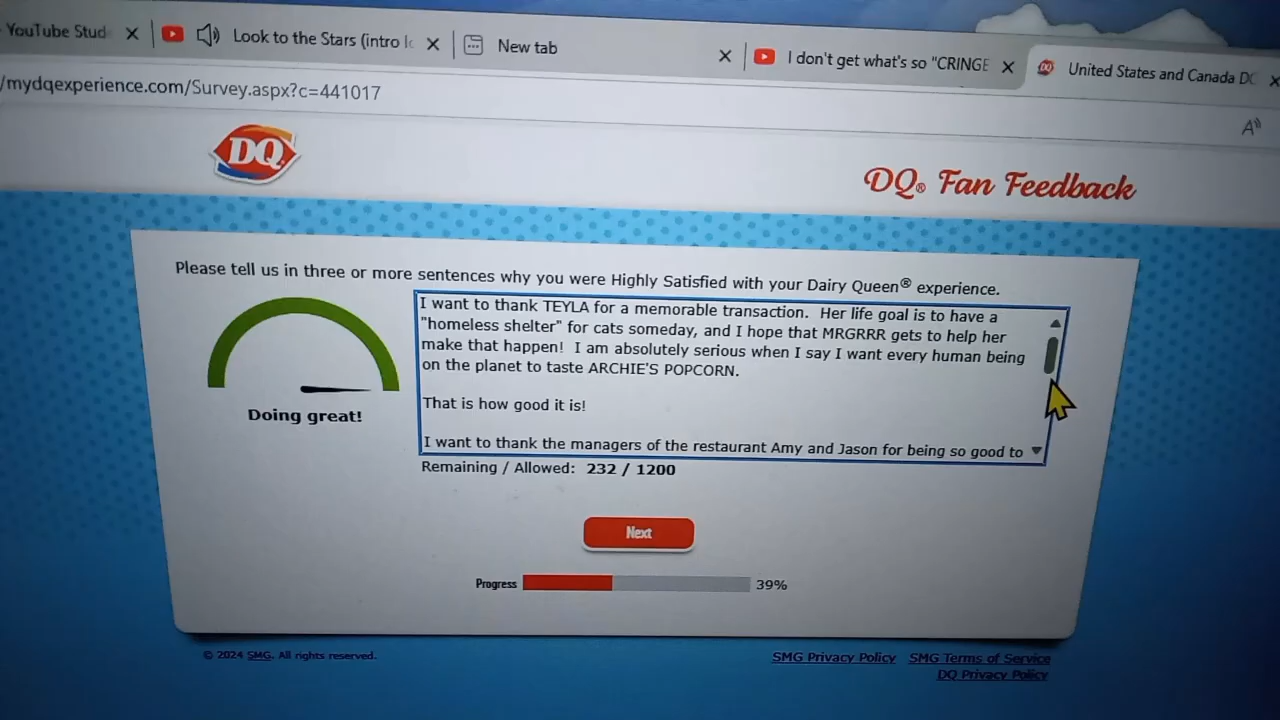 YouTube Stud
Look to the Stars (intro
New tab
I don't get what's so "CRINGE
United States and Canada DQ
/mydqexperience.com/Survey.aspx?c=441017
DQ
DQ® Fan Feedback
Please tell us in three or more sentences why you were Highly Satisfied with your Dairy Queen® experience.
I want to thank TEYLA for a memorable transaction. Her life goal is to have a
"homeless shelter" for cats someday, and I hope that MRGRRR gets to help her
make that happen! I am absolutely serious when I say I want every human being
on the planet to taste ARCHIE'S POPCORN.
That is how good it is!
I want to thank the managers of the restaurant Amy and Jason for being so good to
Doing great!
Remaining / Allowed: 232 / 1200
Next
Progress 39%
© 2024 SMG. All rights reserved.
SMG Privacy Policy SMG Terms of Service
DQ Privacy Policy